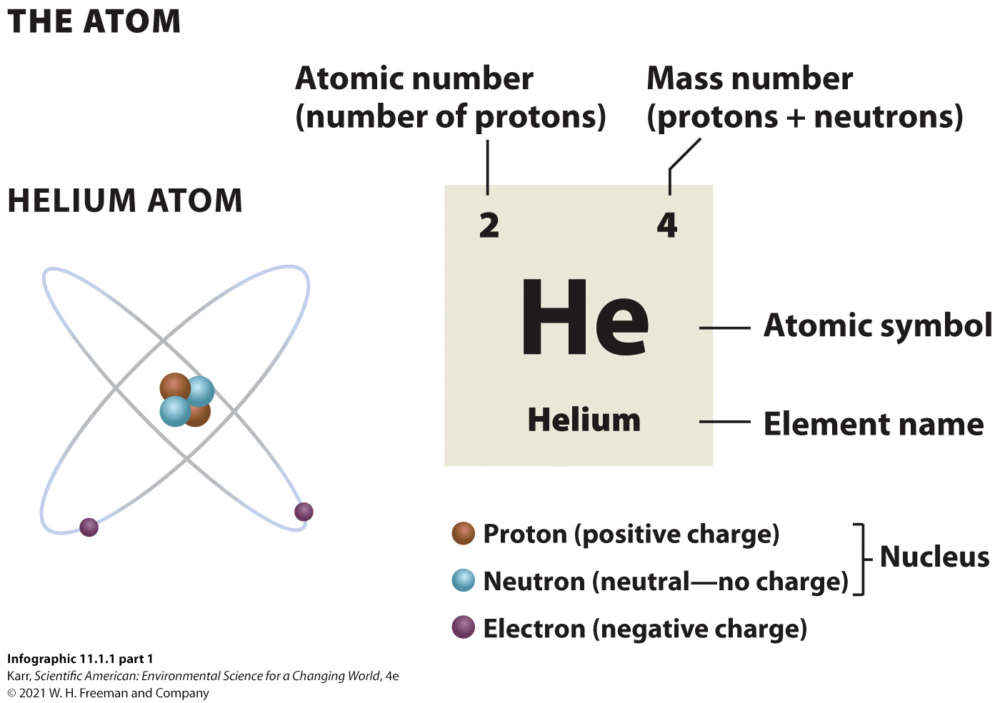 THE ATOM
Atomic number
(number of protons)
Mass number
(protons + neutrons)
HELIUM ATOM
2
4
He
Atomic symbol
Helium
Element name
Proton (positive charge)
Neutron (neutral—no charge)
Nucleus
Electron (negative charge)
Infographic 11.1.1 part 1
Karr, Scientific American: Environmental Science for a Changing World, 4e
© 2021 W. H. Freeman and Company